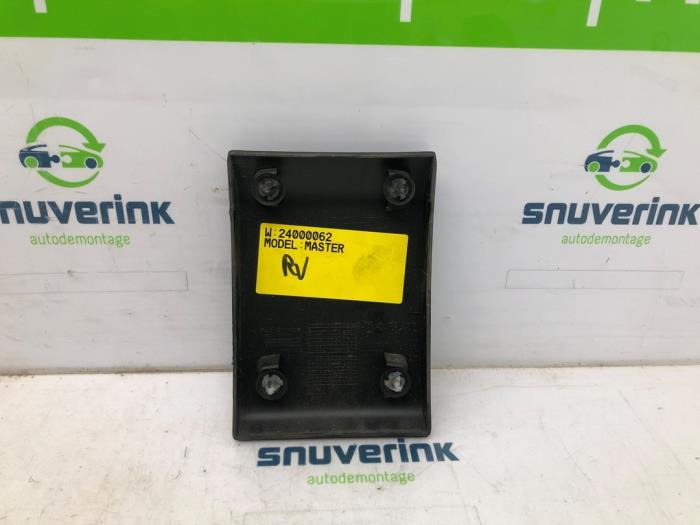 W:24000062
MODEL:MASTER
RV
snuverink
autodemontage
snuverink
autodemontage
snuverink
autodemontage